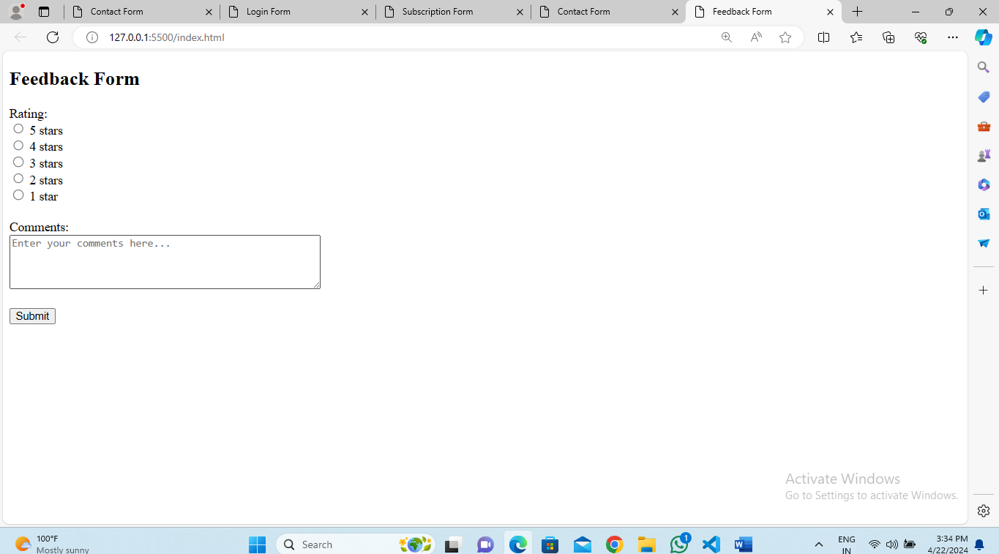 Contact Form
Login Form
Subscription Form
Contact Form
Feedback Form
127.0.0.1:5500/index.html
Feedback Form
Rating:
5 stars
4 stars
3 stars
2 stars
1 star
Comments:
Enter your comments here...
Submit
Activate Windows
Go to Settings to activate Windows.
100°F
Mostly sunny
Search
1
ENG
IN
3:34 PM
4/22/2024